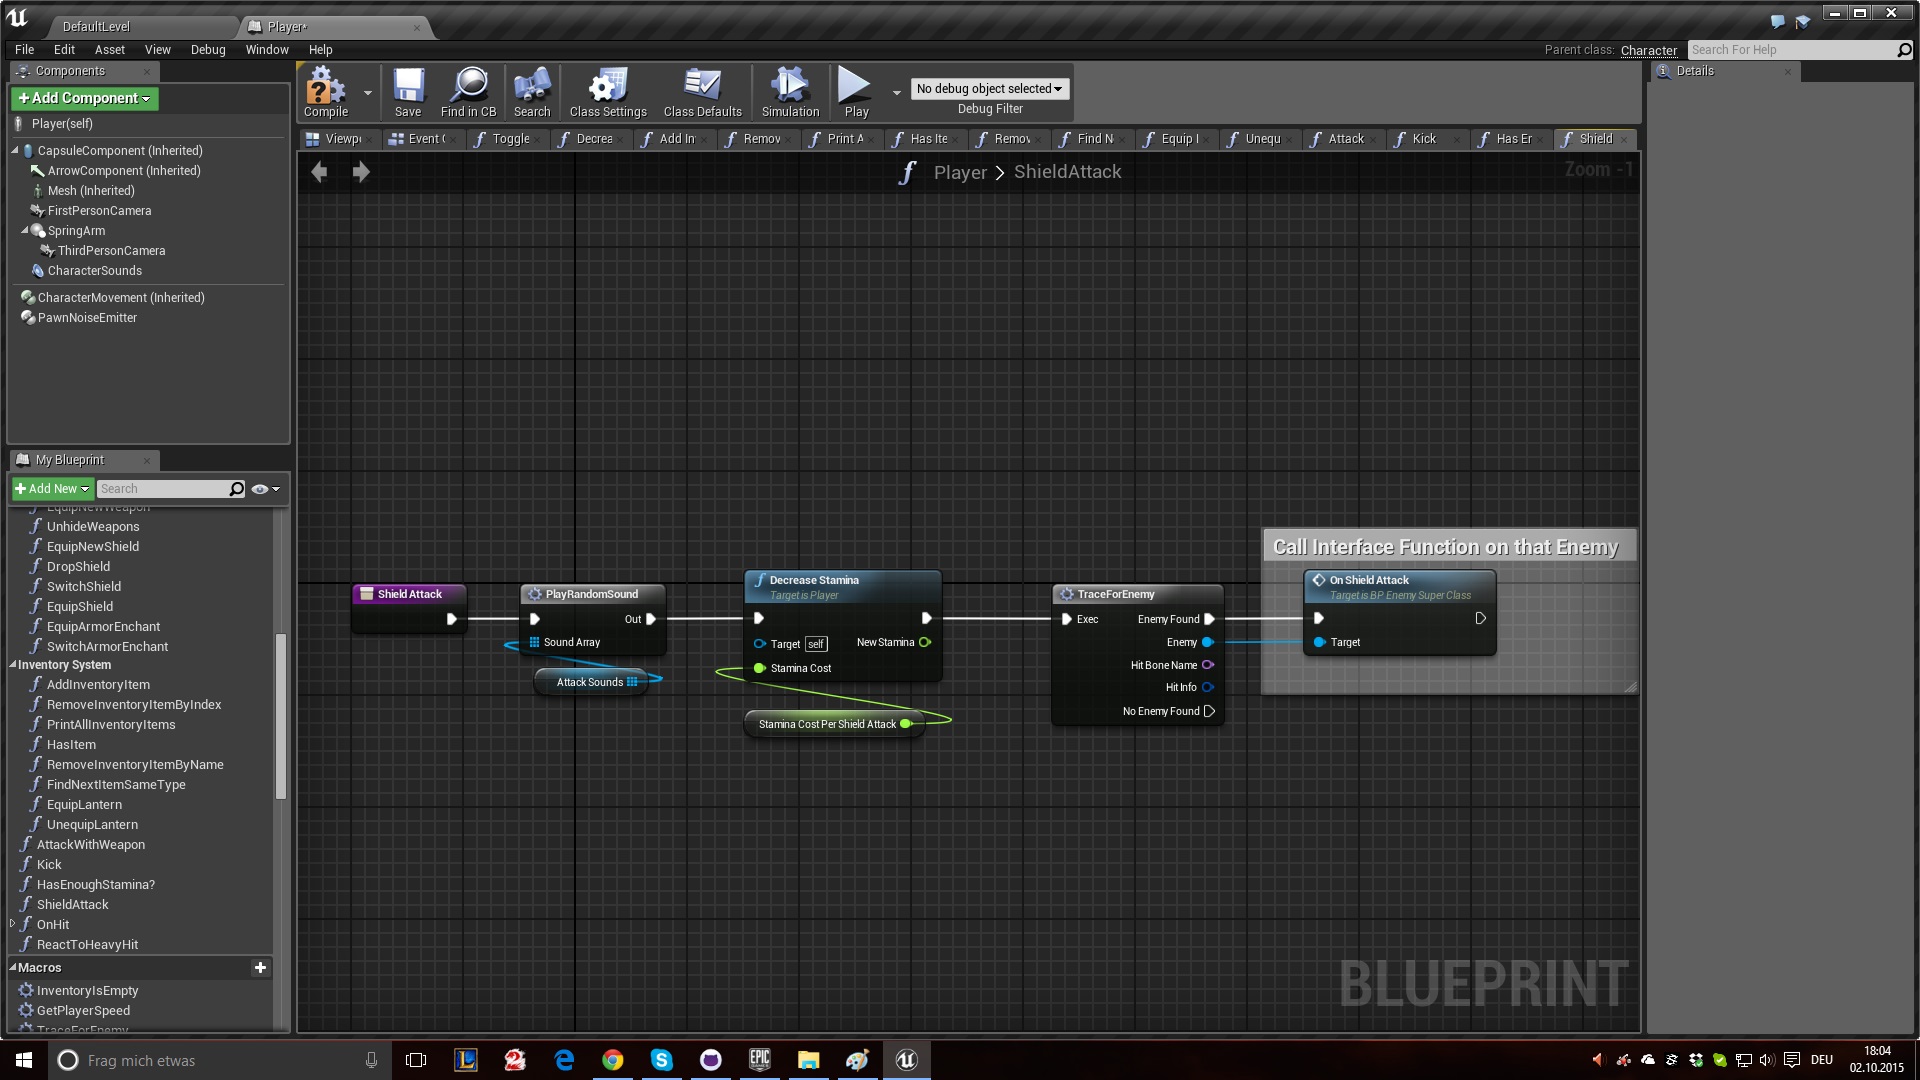 DefaultLevel
Player*
File Edit Asset View Debug Window Help
Parent class: Character
Search For Help
Components
Details
+Add Component
Compile
Save
Find in CB
Search
Class Settings
Class Defaults
Simulation
Play
No debug object selected
Debug Filter
Player(self)
Viewp
Event
Toggle
Decrea
Add In
Remov
Print A
Has Ite
Remov
Find N
Equip I
Unequ
Attack
Kick
Has Er
Shield
CapsuleComponent (Inherited)
ArrowComponent (Inherited)
Mesh (Inherited)
FirstPersonCamera
SpringArm
ThirdPersonCamera
CharacterSounds
CharacterMovement (Inherited)
PawnNoiseEmitter
f Player > ShieldAttack
Zoom -1
My Blueprint
+Add New
Search
EquipNewWeapon
UnhideWeapons
EquipNewShield
DropShield
SwitchShield
EquipShield
EquipArmorEnchant
SwitchArmorEnchant
Inventory System
AddInventoryItem
RemoveInventoryItemByIndex
PrintAllInventoryItems
HasItem
RemoveInventoryItemByName
FindNextItemSameType
EquipLantern
UnequipLantern
AttackWithWeapon
Kick
HasEnoughStamina?
ShieldAttack
OnHit
ReactToHeavyHit
Macros
InventoryIsEmpty
GetPlayerSpeed
TraceForEnemy
Shield Attack
PlayRandomSound
Out
Sound Array
Attack Sounds
Decrease Stamina
Target is Player
Target self
New Stamina
Stamina Cost
Stamina Cost Per Shield Attack
TraceForEnemy
Exec
Enemy Found
Enemy
Hit Bone Name
Hit Info
No Enemy Found
Call Interface Function on that Enemy
On Shield Attack
Target is BP Enemy Super Class
Target
BLUEPRINT
Frag mich etwas
EPIC
DEU
18:04
02.10.2015